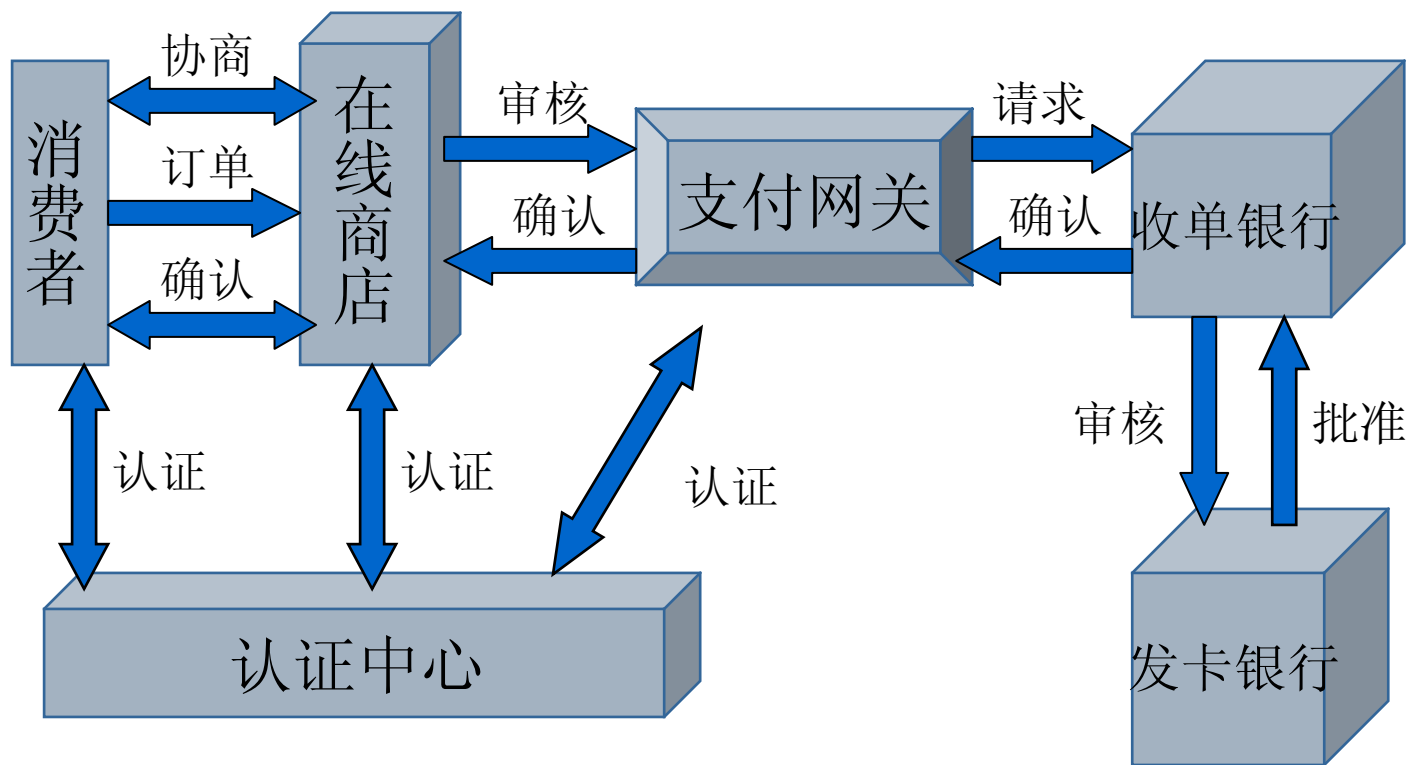 协商
消费者
在线商店
审核
请求
订单
支付网关
确认
确认
收单银行
确认
审核
批准
认证
认证
认证
认证中心
发卡银行